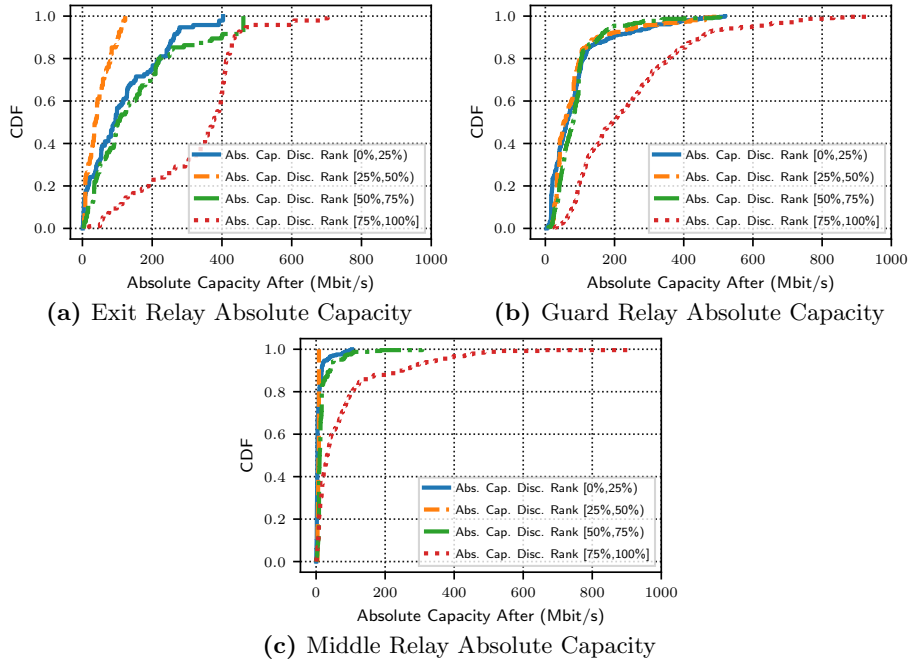 1.0
0.8
0.6
0.4
0.2
0.0
CDF
Abs. Cap. Disc. Rank [0%,25%)
Abs. Cap. Disc. Rank [25%,50%)
Abs. Cap. Disc. Rank [50%,75%)
Abs. Cap. Disc. Rank [75%,100%]
0 200 400 600 800 1000
Absolute Capacity After (Mbit/s)
(a) Exit Relay Absolute Capacity
1.0
0.8
0.6
0.4
0.2
0.0
CDF
Abs. Cap. Disc. Rank [0%,25%)
Abs. Cap. Disc. Rank [25%,50%)
Abs. Cap. Disc. Rank [50%,75%)
Abs. Cap. Disc. Rank [75%,100%]
0 200 400 600 800 1000
Absolute Capacity After (Mbit/s)
(b) Guard Relay Absolute Capacity
1.0
0.8
0.6
0.4
0.2
0.0
CDF
Abs. Cap. Disc. Rank [0%,25%)
Abs. Cap. Disc. Rank [25%,50%)
Abs. Cap. Disc. Rank [50%,75%)
Abs. Cap. Disc. Rank [75%,100%]
0 200 400 600 800 1000
Absolute Capacity After (Mbit/s)
(c) Middle Relay Absolute Capacity